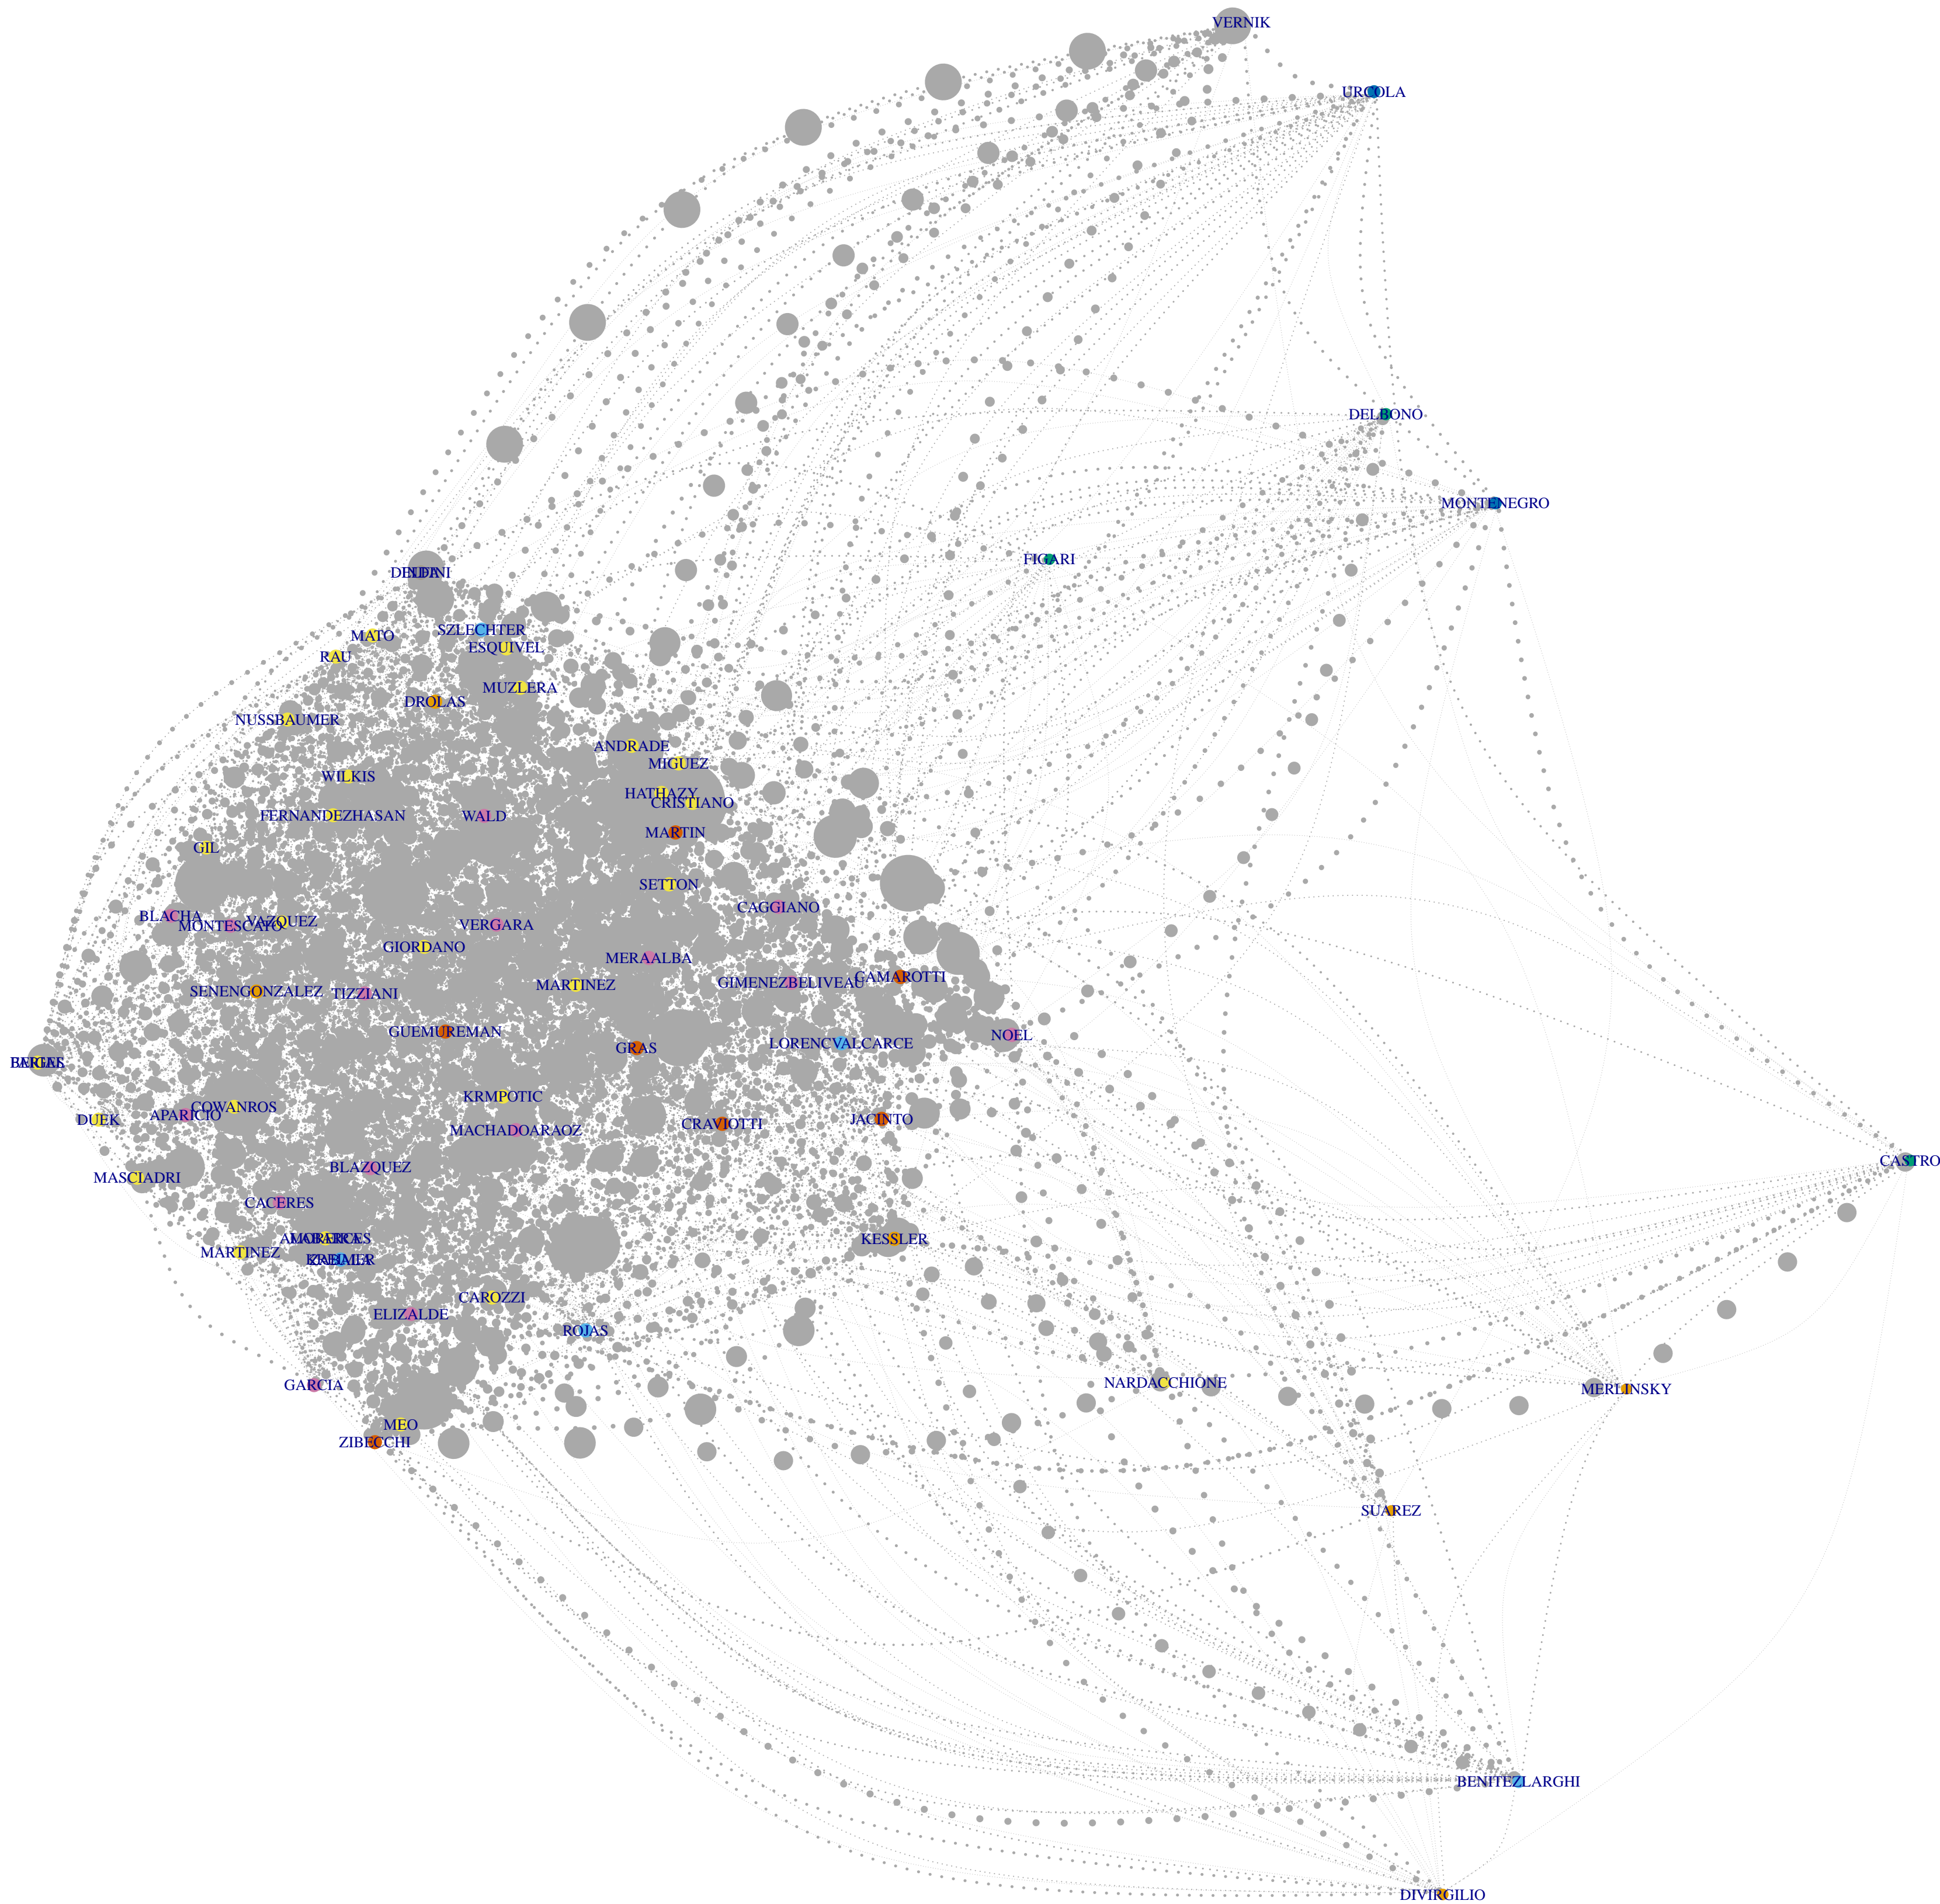 VERNIK
URCOLA
DELBONO
MONTENEGRO
FIGARI
SZLECHTER
MATO
ESQUIVEL
RAU
MUZLERA
DROLAS
NUSSBAUMER
ANDRADE
MIGUEZ
WILKIS
HATHAZY
CRISTIANO
FERNANDEZHASAN
WALD
MARTIN
GIL
SETTON
CAGGIANO
BLACHA
MONTESCATO
VAZQUEZ
VERGARA
GIORDANO
MERAALBA
CAMAROTTI
GIMENEZBELIVEAU
MARTINEZ
SENENGONZALEZ
TIZZIANI
GUEMUREMAN
NOEL
LORENCVALCARCE
GRAS
KRMPOTIC
COWANROS
APARICIO
DUEK
JACINTO
CRAVIOTTI
MACHADOARAOZ
CASTRO
BLAZQUEZ
MASCIADRI
CACERES
KESSLER
MARTINEZ
CAROZZI
ELIZALDE
ROJAS
GARCIA
NARDACCHIONE
MERLINSKY
MEO
ZIBECCHI
SUAREZ
BENITEZLARGHI
DIVIRGILIO